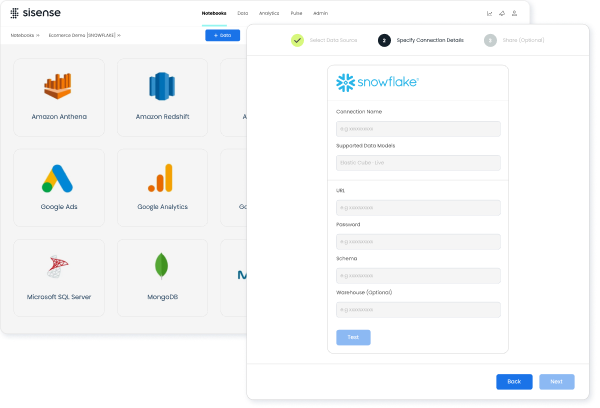 sisense
Notebooks Data Analytics Pulse Admin
Notebooks >> Ecmterce Demo [SNOWFLAKE] >>
+ Data
Amazon Anthena
Amazon Redshift
A
Google Ads
Google Analytics
Go
Microsoft SQL Server
MongoDB
Select Data Source
2 Specify Connection Details
3 Share (Optional)
snowflake
Connection Name
e.g xxxxxxxx
Supported Data Models
Elastic Cube - Live
URL
e.g xxxxxxxx
Password
e.g xxxxxxxx
Schema
e.g xxxxxxxx
Warehouse (Optional)
e.g xxxxxxxx
Test
Back
Next